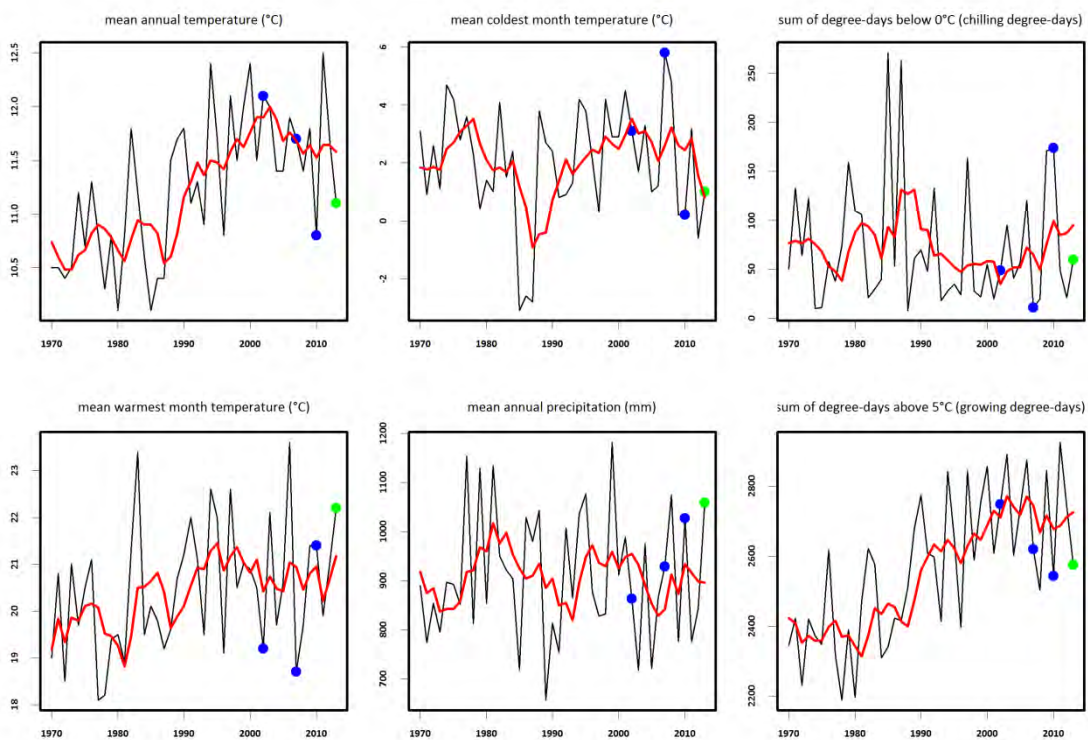 mean annual temperature (°C)
mean coldest month temperature (°C)
sum of degree-days below 0°C (chilling degree-days)
12.5
12.0
11.5
11.0
10.5
1970 1980 1990 2000 2010
6
4
2
0
-2
1970 1980 1990 2000 2010
250
200
150
100
50
0
1970 1980 1990 2000 2010
mean warmest month temperature (°C)
mean annual precipitation (mm)
sum of degree-days above 5°C (growing degree-days)
23
22
21
20
19
18
1970 1980 1990 2000 2010
1200
1100
1000
900
800
700
1970 1980 1990 2000 2010
2800
2600
2400
2200
1970 1980 1990 2000 2010